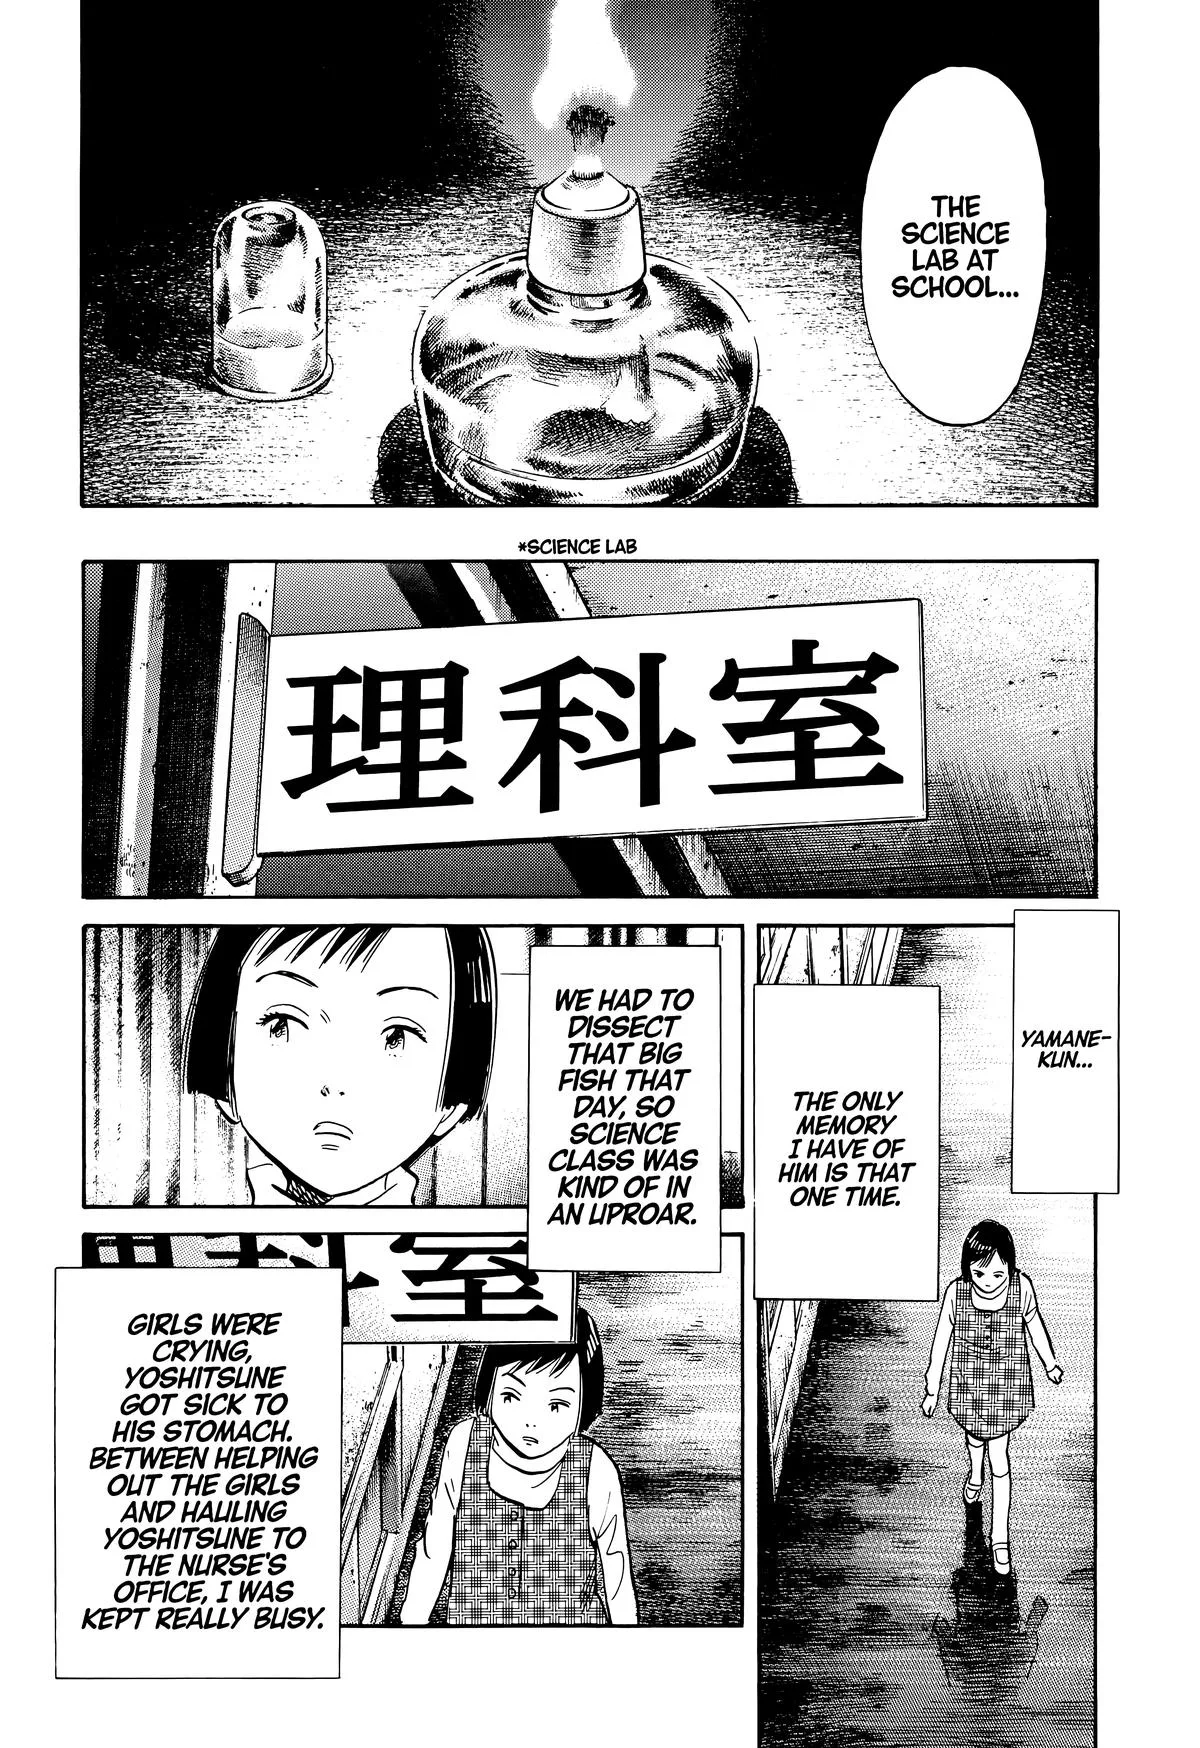 THE
SCIENCE
LAB AT
SCHOOL...
*SCIENCE LAB
理科室
YAMANE-
KUN...
THE ONLY
MEMORY
I HAVE OF
HIM IS THAT
ONE TIME.
WE HAD TO
DISSECT
THAT BIG
FISH THAT
DAY, SO
SCIENCE
CLASS WAS
KIND OF IN
AN UPROAR.
理科室
GIRLS WERE
CRYING,
YOSHITSUNE
GOT SICK TO
HIS STOMACH.
BETWEEN HELPING
OUT THE GIRLS
AND HAULING
YOSHITSUNE TO
THE NURSE'S
OFFICE, I WAS
KEPT REALLY BUSY.